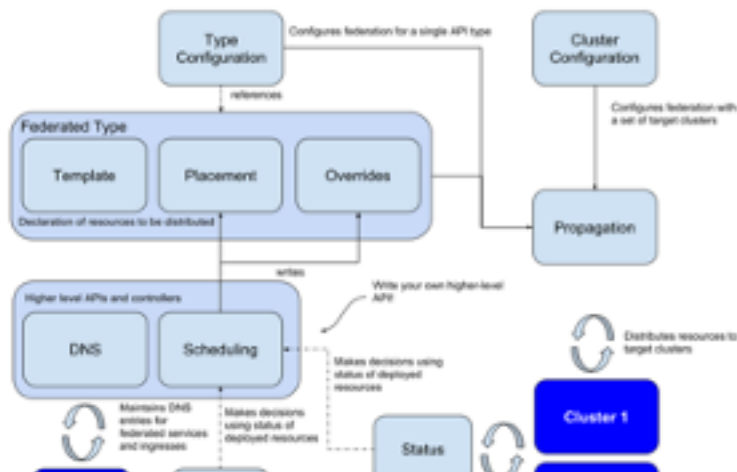 Type
Configuration
Configures federation for a single API type
Cluster
Configuration
references
Configures federation with
a set of target clusters
Federated Type
Template
Placement
Overrides
Declaration of resources to be distributed
Propagation
writes
Higher level APIs and controllers
Write your own higher-level
API!
DNS
Scheduling
Makes decisions using
status of deployed
resources
Distributes resources to
target clusters
Maintains DNS
entries for
federated services
and ingresses
Makes decisions
using status of
deployed resources
Status
Cluster 1